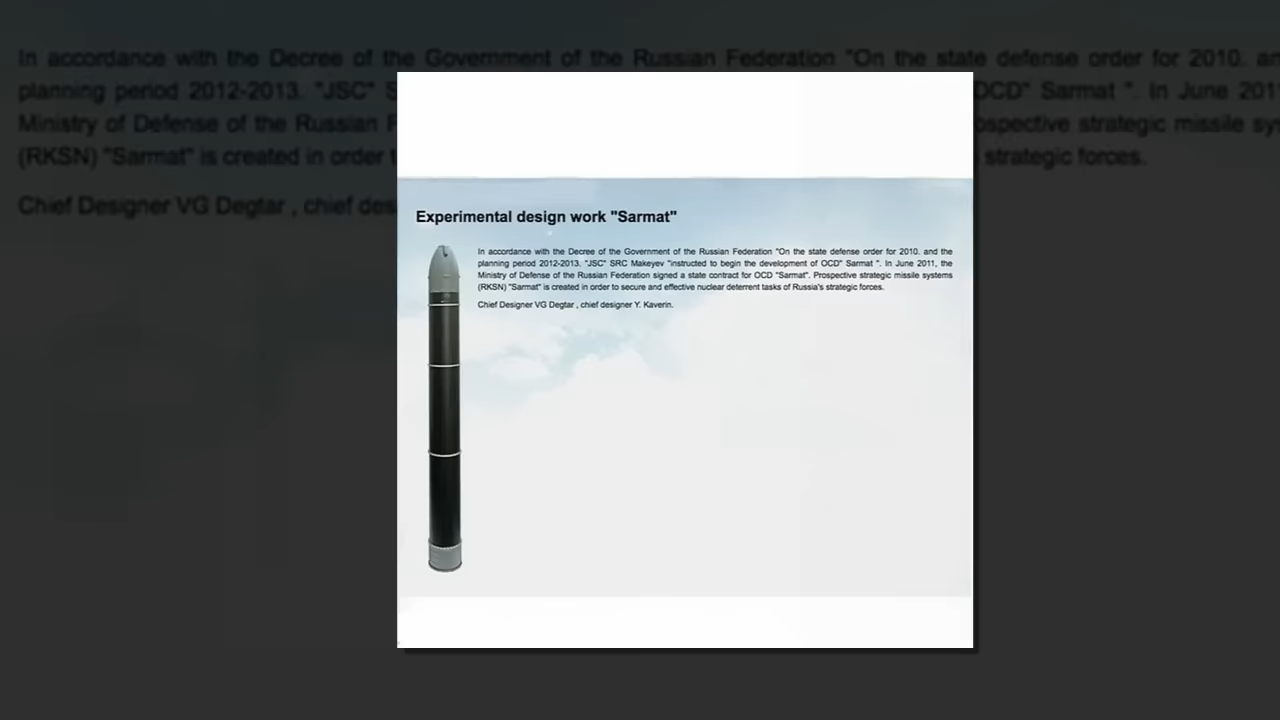 In accordance with the Decree of the Government of the Russian Federation "On the state defense order for 2010. an
planning period 2012-2013. "JSC" S
OCD" Sarmat ". In June 201
Ministry of Defense of the Russian F
ospective strategic missile sy
(RKSN) "Sarmat" is created in order t
strategic forces.
Chief Designer VG Degtar , chief des
Experimental design work "Sarmat"
In accordance with the Decree of the Government of the Russian Federation "On the state defense order for 2010. and the
planning period 2012-2013. "JSC" SRC Makeyev "instructed to begin the development of OCD" Sarmat ". In June 2011, the
Ministry of Defense of the Russian Federation signed a state contract for OCD "Sarmat". Prospective strategic missile systems
(RKSN) "Sarmat" is created in order to secure and effective nuclear deterrent tasks of Russia's strategic forces.
Chief Designer VG Degtar , chief designer Y. Kaverin.